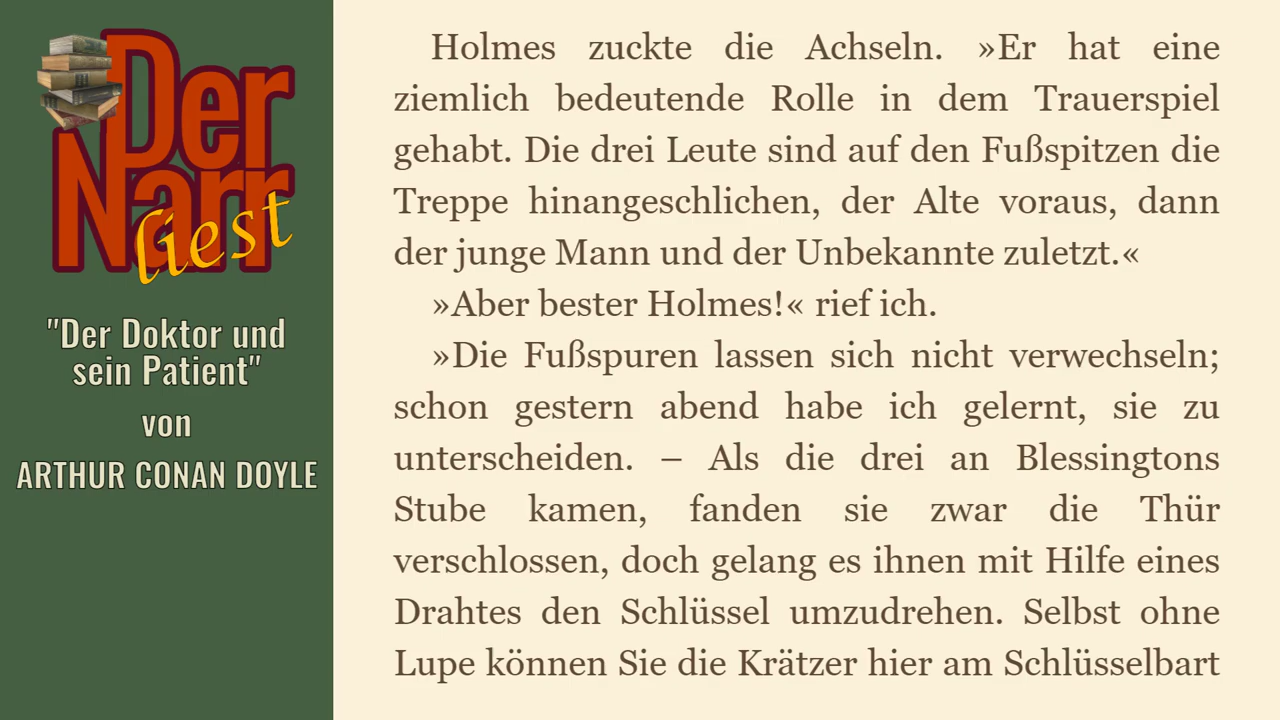 Der
Narr
liest
"Der Doktor und
sein Patient"
von
ARTHUR CONAN DOYLE
Holmes zuckte die Achseln. »Er hat eine
ziemlich bedeutende Rolle in dem Trauerspiel
gehabt. Die drei Leute sind auf den Fußspitzen die
Treppe hinangeschlichen, der Alte voraus, dann
der junge Mann und der Unbekannte zuletzt.«
»Aber bester Holmes!« rief ich.
»Die Fußspuren lassen sich nicht verwechseln;
schon gestern abend habe ich gelernt, sie zu
unterscheiden. – Als die drei an Blessingtons
Stube kamen, fanden sie zwar die Thür
verschlossen, doch gelang es ihnen mit Hilfe eines
Drahtes den Schlüssel umzudrehen. Selbst ohne
Lupe können Sie die Krätzer hier am Schlüsselbart